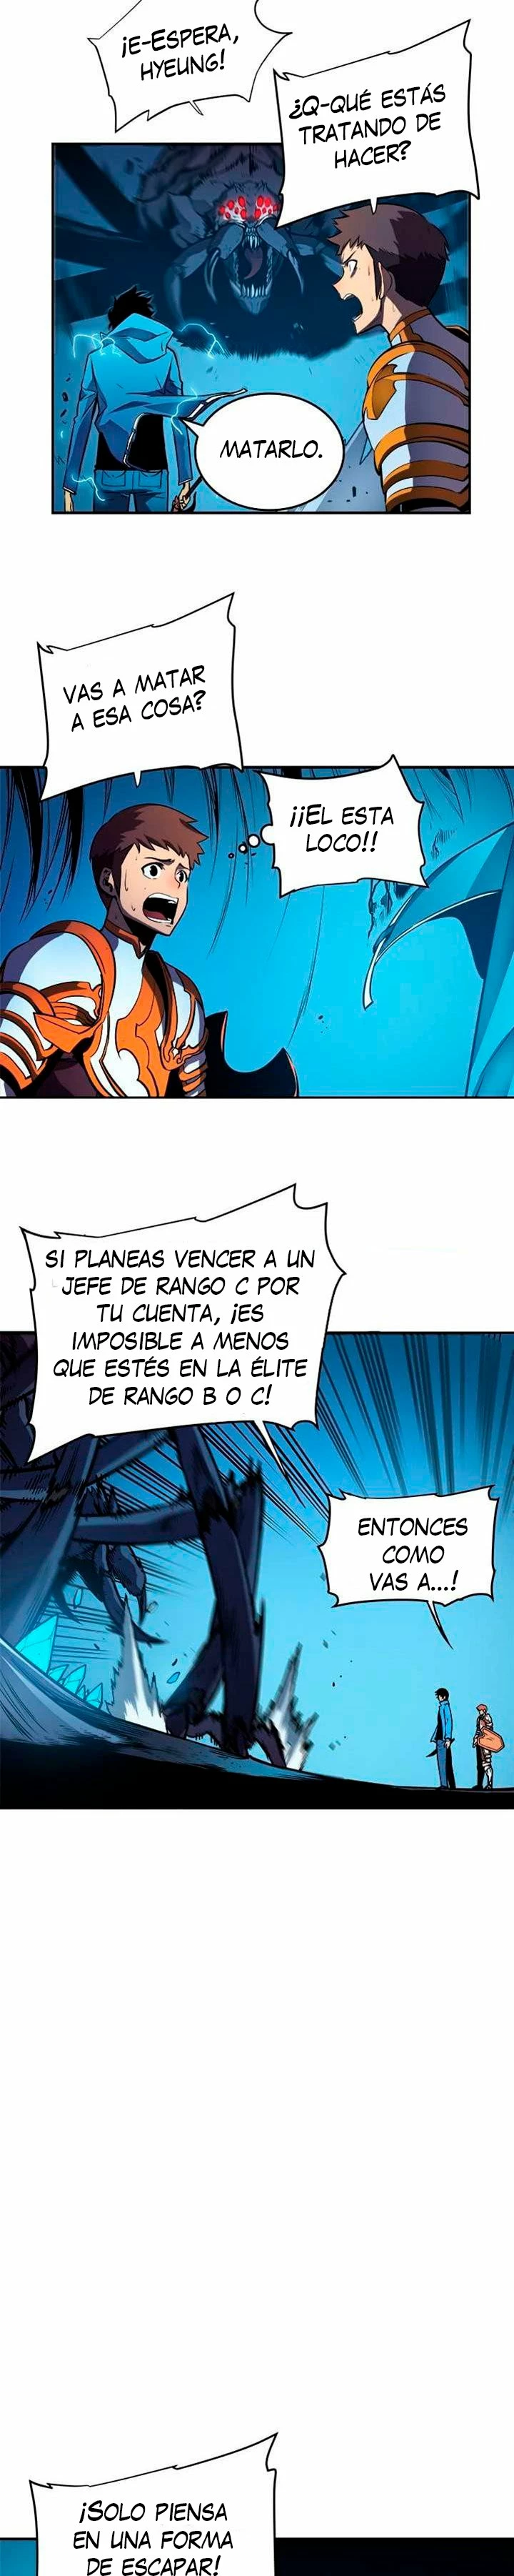 ¡E-ESPERA,
HYEUNG!
¿Q-QUÉ ESTÁS
TRATANDO DE
HACER?
MATARLO.
VAS A MATAR
A ESA COSA?
¡¡EL ESTA
LOCO!!
SI PLANEAS VENCER A UN
JEFE DE RANGO C POR
TU CUENTA, ¡ES
IMPOSIBLE A MENOS
QUE ESTÉS EN LA ÉLITE
DE RANGO B O C!
ENTONCES
COMO
VAS A...!
¡SOLO PIENSA
EN UNA FORMA
DE ESCAPAR!